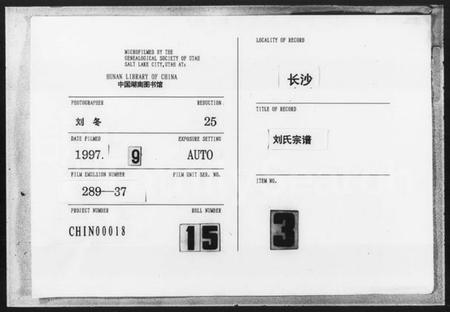 MICROFILMED BY THE
GENEALOGICAL SOCIETY OF UTAH
SALT LAKE CITY, UTAH AT:
HUNAN LIBRARY OF CHINA
中国湖南图书馆
PHOTOGRAPHER REDUCTION
刘 冬 25
DATE FILMED EXPOSURE SETTING
1997. 9 AUTO
FILM EMULSION NUMBER FILM UNIT SER. NO.
289—37
PROJECT NUMBER ROLL NUMBER
CHIN00018 15
LOCALITY OF RECORD
长沙
TITLE OF RECORD
刘氏宗谱
ITEM NO.
3